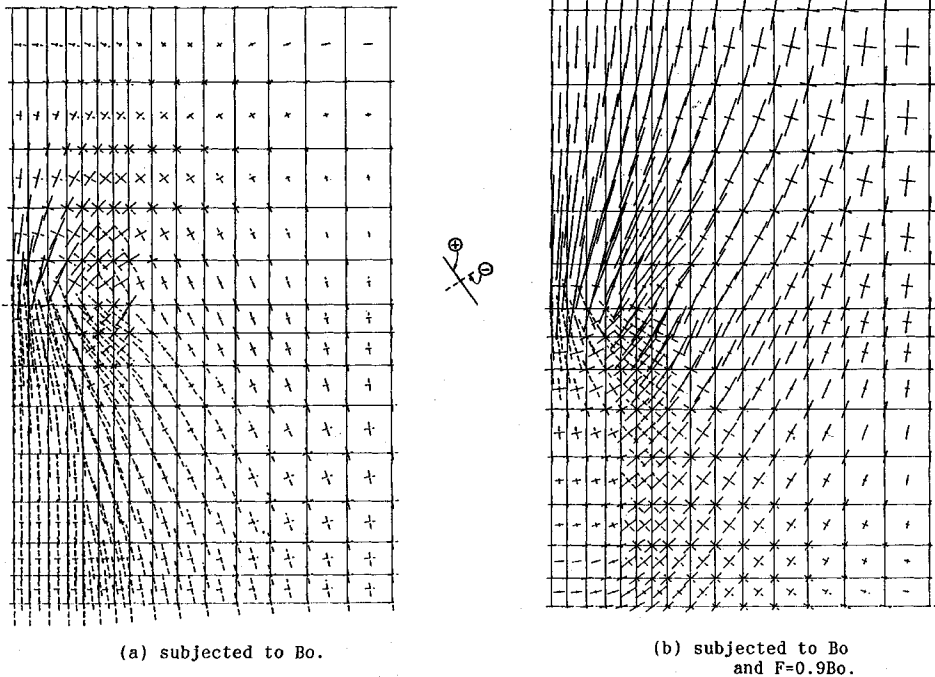 ⊕
⊖
(a) subjected to Bo.
(b) subjected to Bo
and F=0.9Bo.